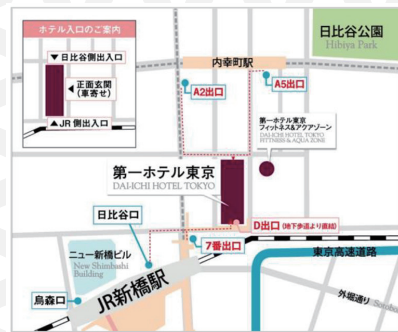 ホテル入口のご案内
▼日比谷側出入口
正面玄関
(車寄せ)
▲JR側出入口
日比谷公園
Hibiya Park
内幸町駅
A2出口
A5出口
第一ホテル東京
フィットネス&アクアゾーン
DAI-ICHI HOTEL TOKYO
FITNESS & AQUA ZONE
第一ホテル東京
DAI-ICHI HOTEL TOKYO
日比谷口
D出口(地下歩道より直結)
7番出口
東京高速道路
ニュー新橋ビル
New Shimbashi
Building
烏森口
JR新橋駅
外堀通り